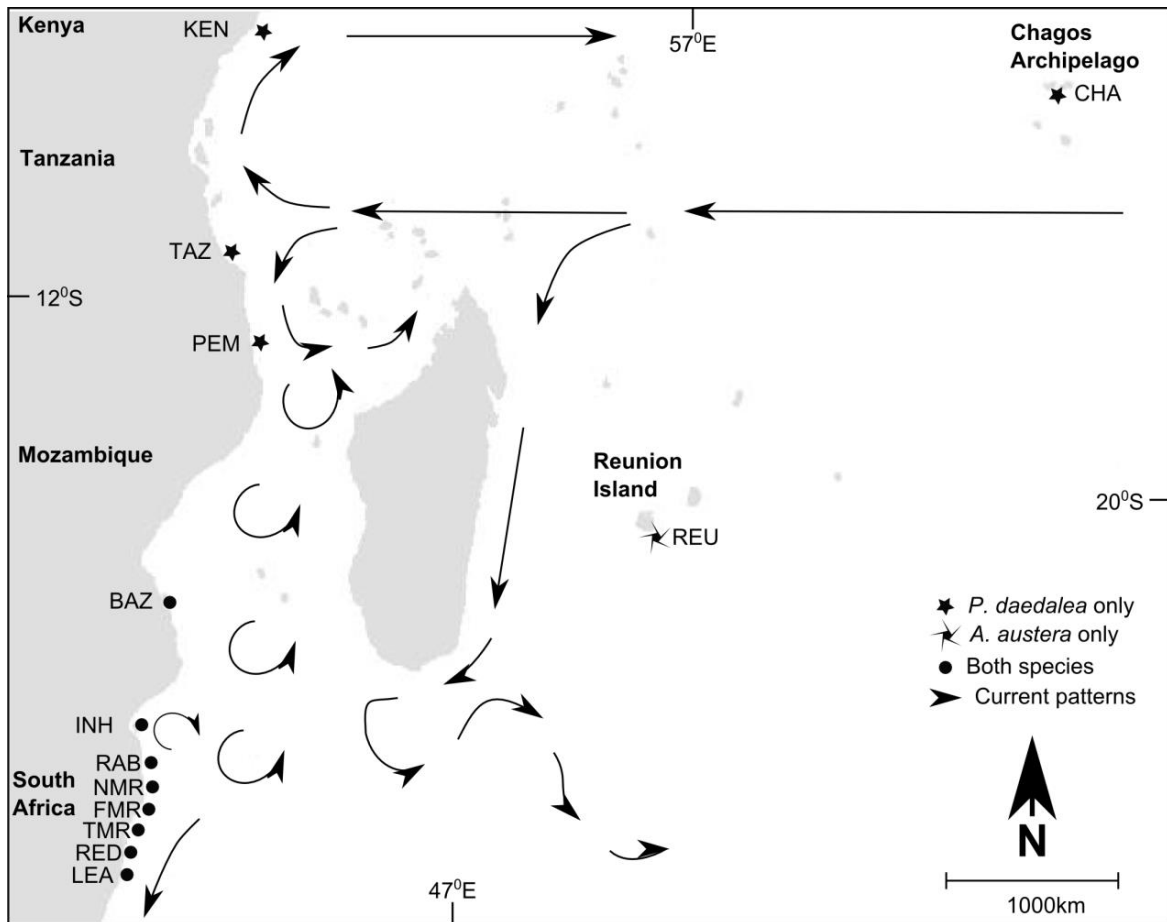 Kenya
KEN
57⁰E
Chagos
Archipelago
CHA
Tanzania
TAZ
12⁰S
PEM
Mozambique
Reunion
Island
20⁰S
REU
BAZ
P. daedalea only
A. austera only
Both species
Current patterns
INH
RAB
South
Africa
NMR
FMR
TMR
RED
LEA
N
47⁰E
1000km